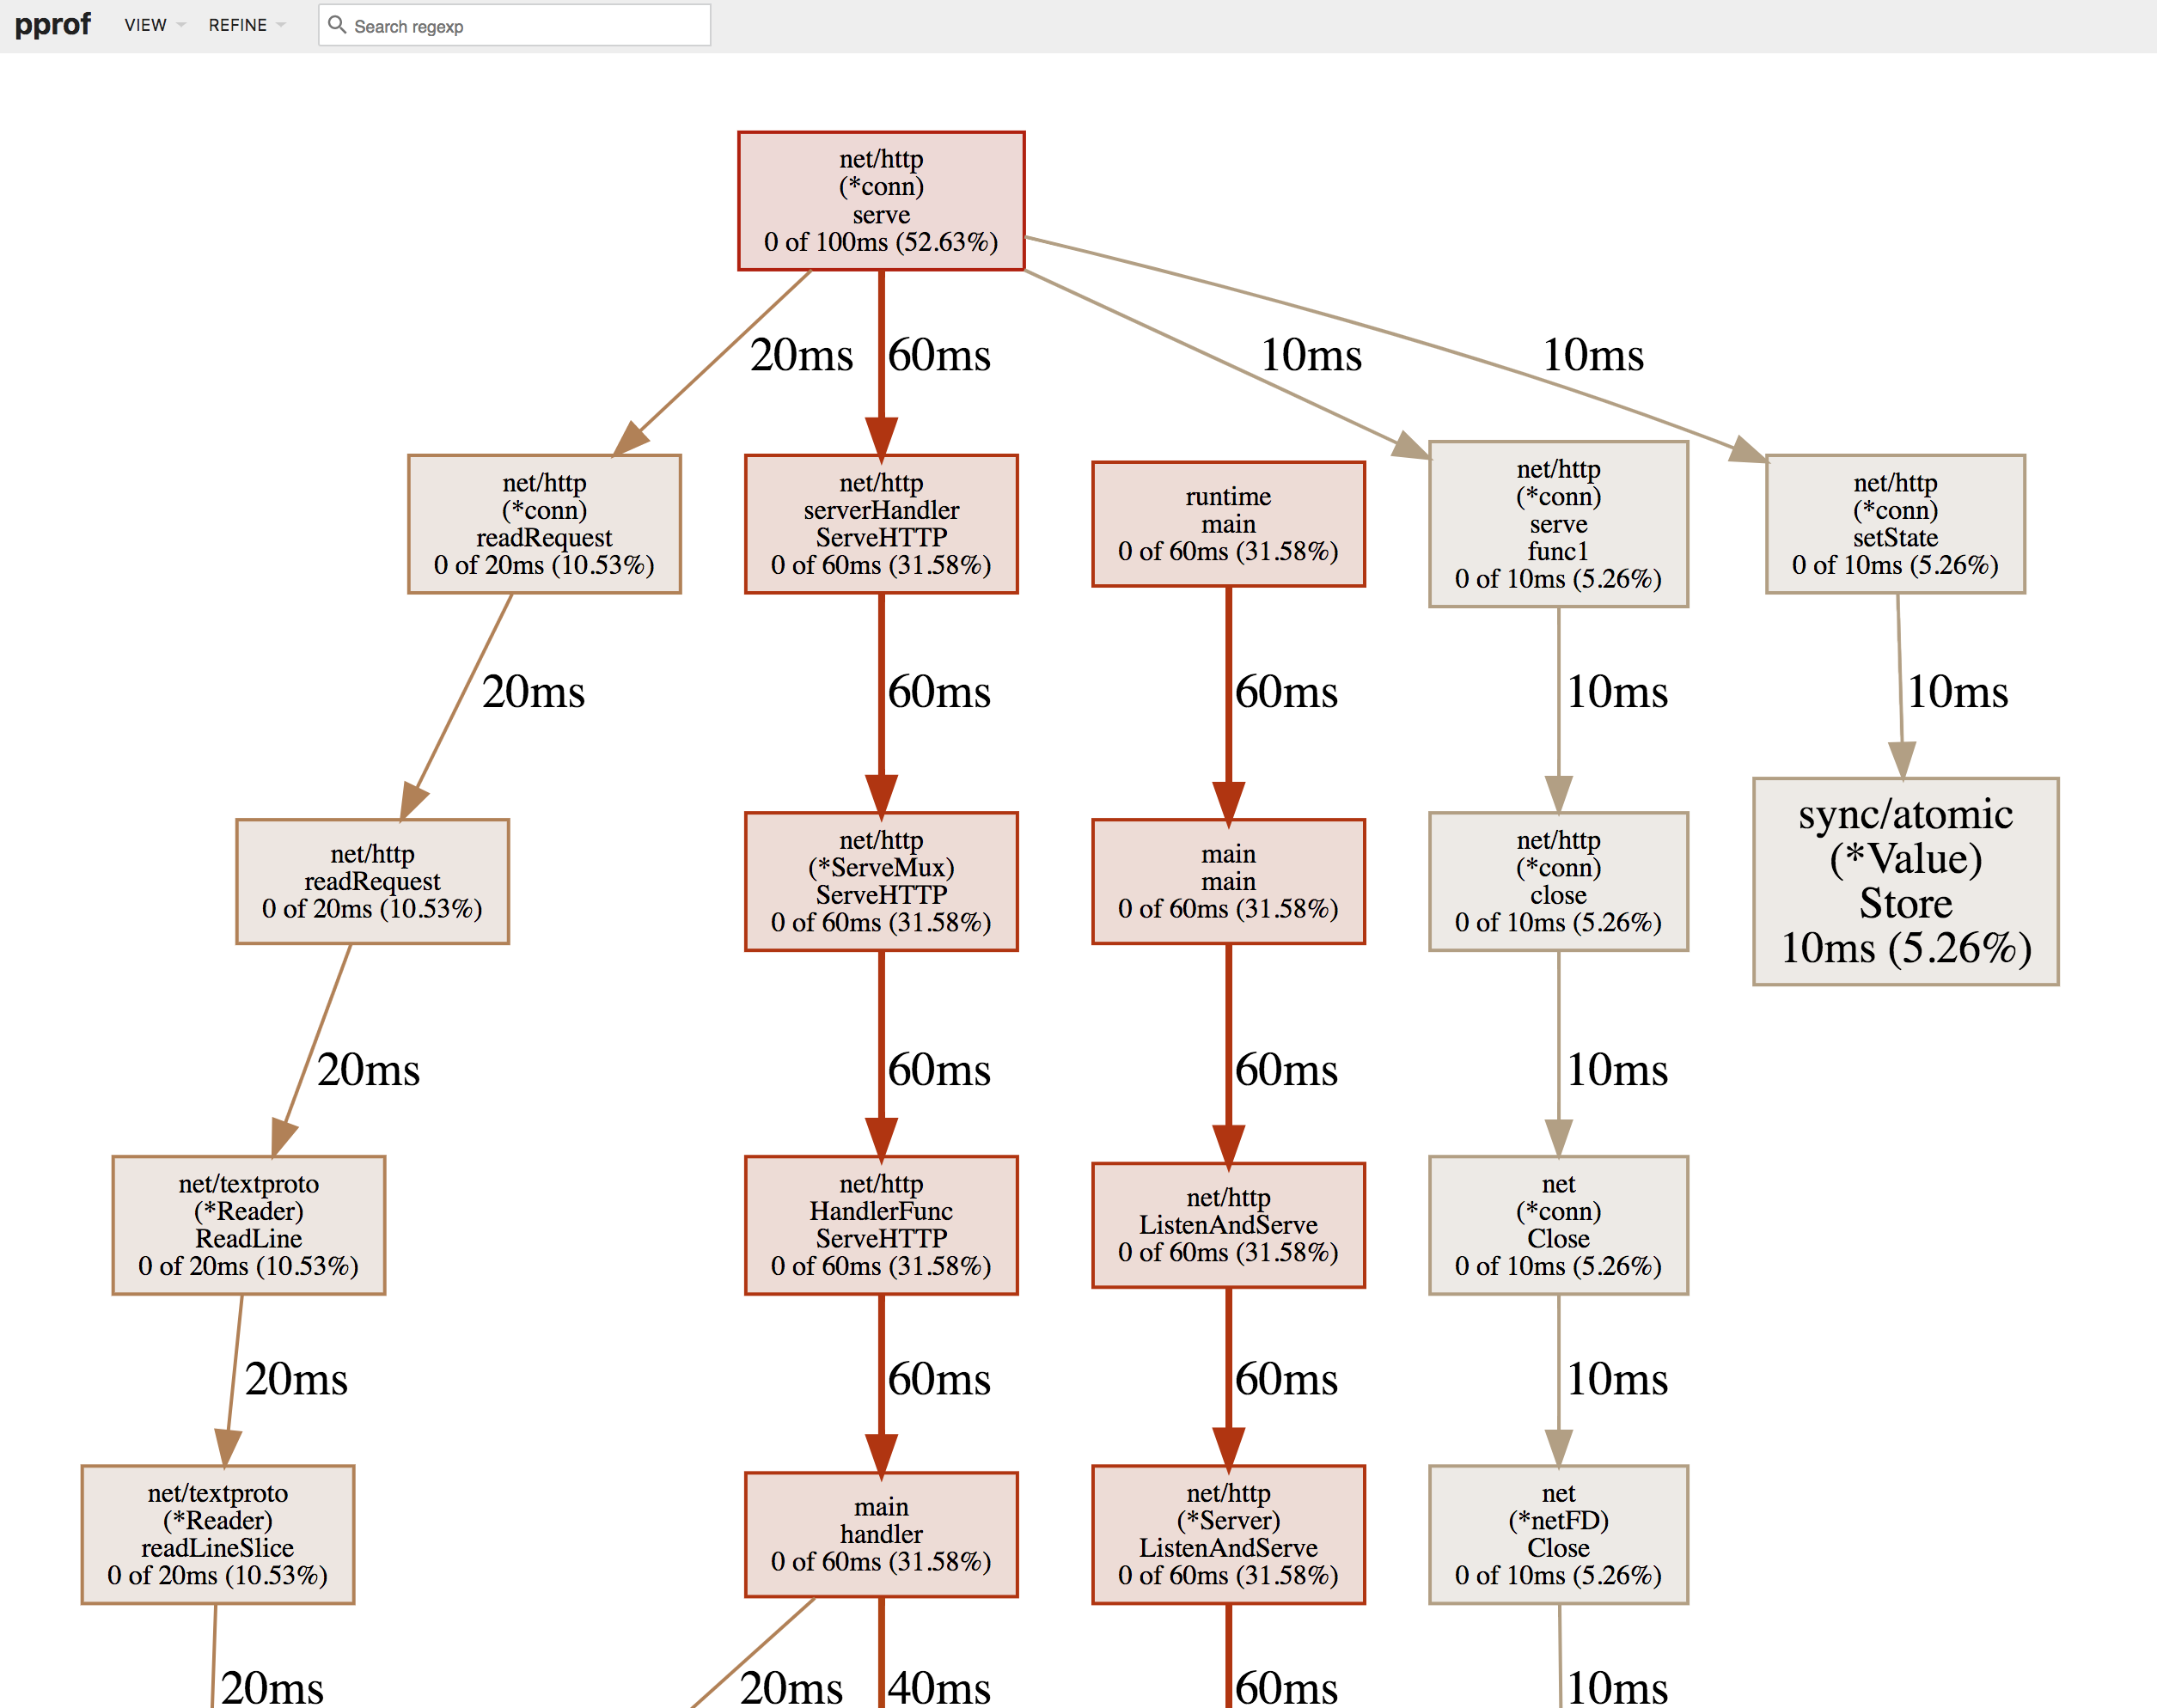 pprof
VIEW
REFINE
Search regexp
net/http
(*conn)
serve
0 of 100ms (52.63%)
20ms
60ms
10ms
10ms
net/http
(*conn)
readRequest
0 of 20ms (10.53%)
net/http
serverHandler
ServeHTTP
0 of 60ms (31.58%)
runtime
main
0 of 60ms (31.58%)
net/http
(*conn)
serve
func1
0 of 10ms (5.26%)
net/http
(*conn)
setState
0 of 10ms (5.26%)
20ms
60ms
60ms
10ms
10ms
net/http
readRequest
0 of 20ms (10.53%)
net/http
(*ServeMux)
ServeHTTP
0 of 60ms (31.58%)
main
main
0 of 60ms (31.58%)
net/http
(*conn)
close
0 of 10ms (5.26%)
sync/atomic
(*Value)
Store
10ms (5.26%)
20ms
60ms
60ms
10ms
net/textproto
(*Reader)
ReadLine
0 of 20ms (10.53%)
net/http
HandlerFunc
ServeHTTP
0 of 60ms (31.58%)
net/http
ListenAndServe
0 of 60ms (31.58%)
net
(*conn)
Close
0 of 10ms (5.26%)
20ms
60ms
60ms
10ms
net/textproto
(*Reader)
readLineSlice
0 of 20ms (10.53%)
main
handler
0 of 60ms (31.58%)
net/http
(*Server)
ListenAndServe
0 of 60ms (31.58%)
net
(*netFD)
Close
0 of 10ms (5.26%)
20ms
20ms
40ms
60ms
10ms